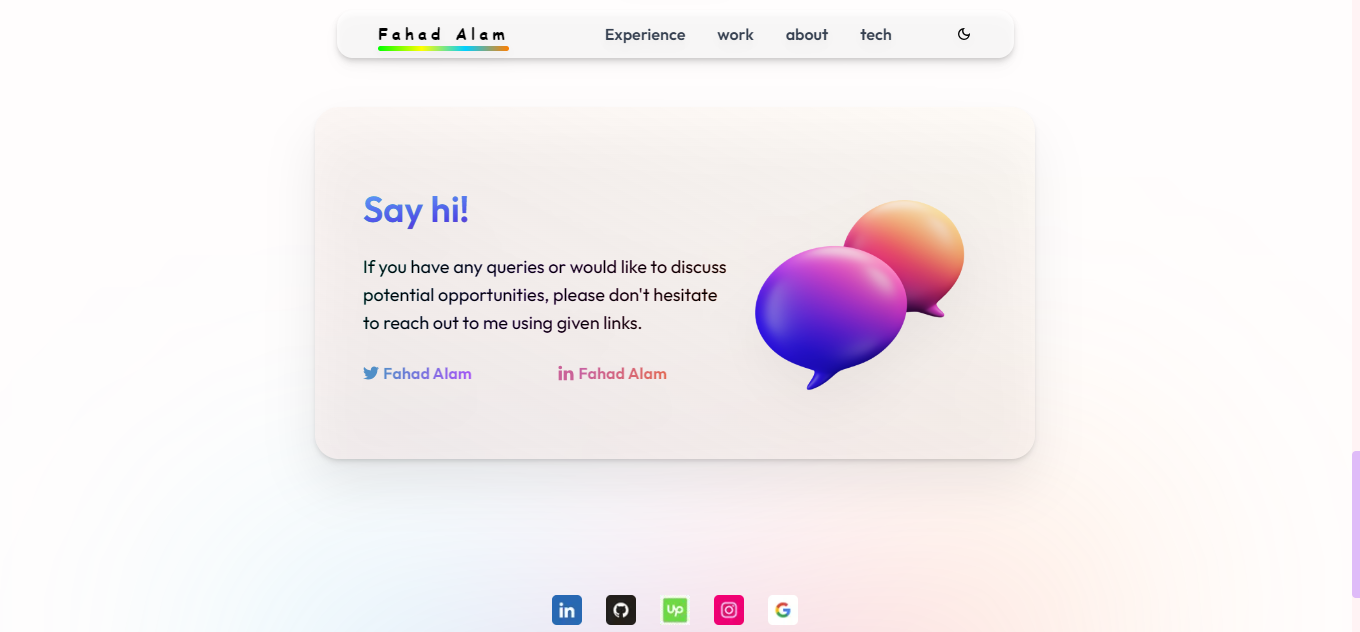 Fahad Alam
Experience
work
about
tech
Say hi!
If you have any queries or would like to discuss
potential opportunities, please don't hesitate
to reach out to me using given links.
Fahad Alam
in Fahad Alam
in
Up
G